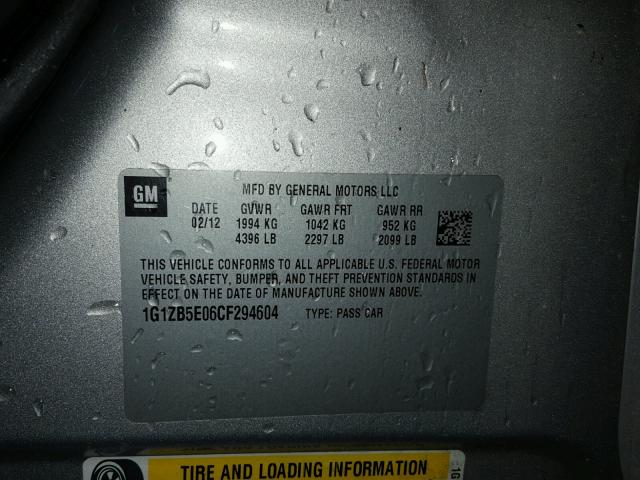 GM
MFD BY GENERAL MOTORS LLC
DATE GVWR GAWR FRT GAWR RR
02/12 1994 KG 1042 KG 952 KG
4396 LB 2297 LB 2099 LB
THIS VEHICLE CONFORMS TO ALL APPLICABLE U.S. FEDERAL MOTOR
VEHICLE SAFETY, BUMPER, AND THEFT PREVENTION STANDARDS IN
EFFECT ON THE DATE OF MANUFACTURE SHOWN ABOVE.
1G1ZB5E06CF294604 TYPE: PASS CAR
TIRE AND LOADING INFORMATION